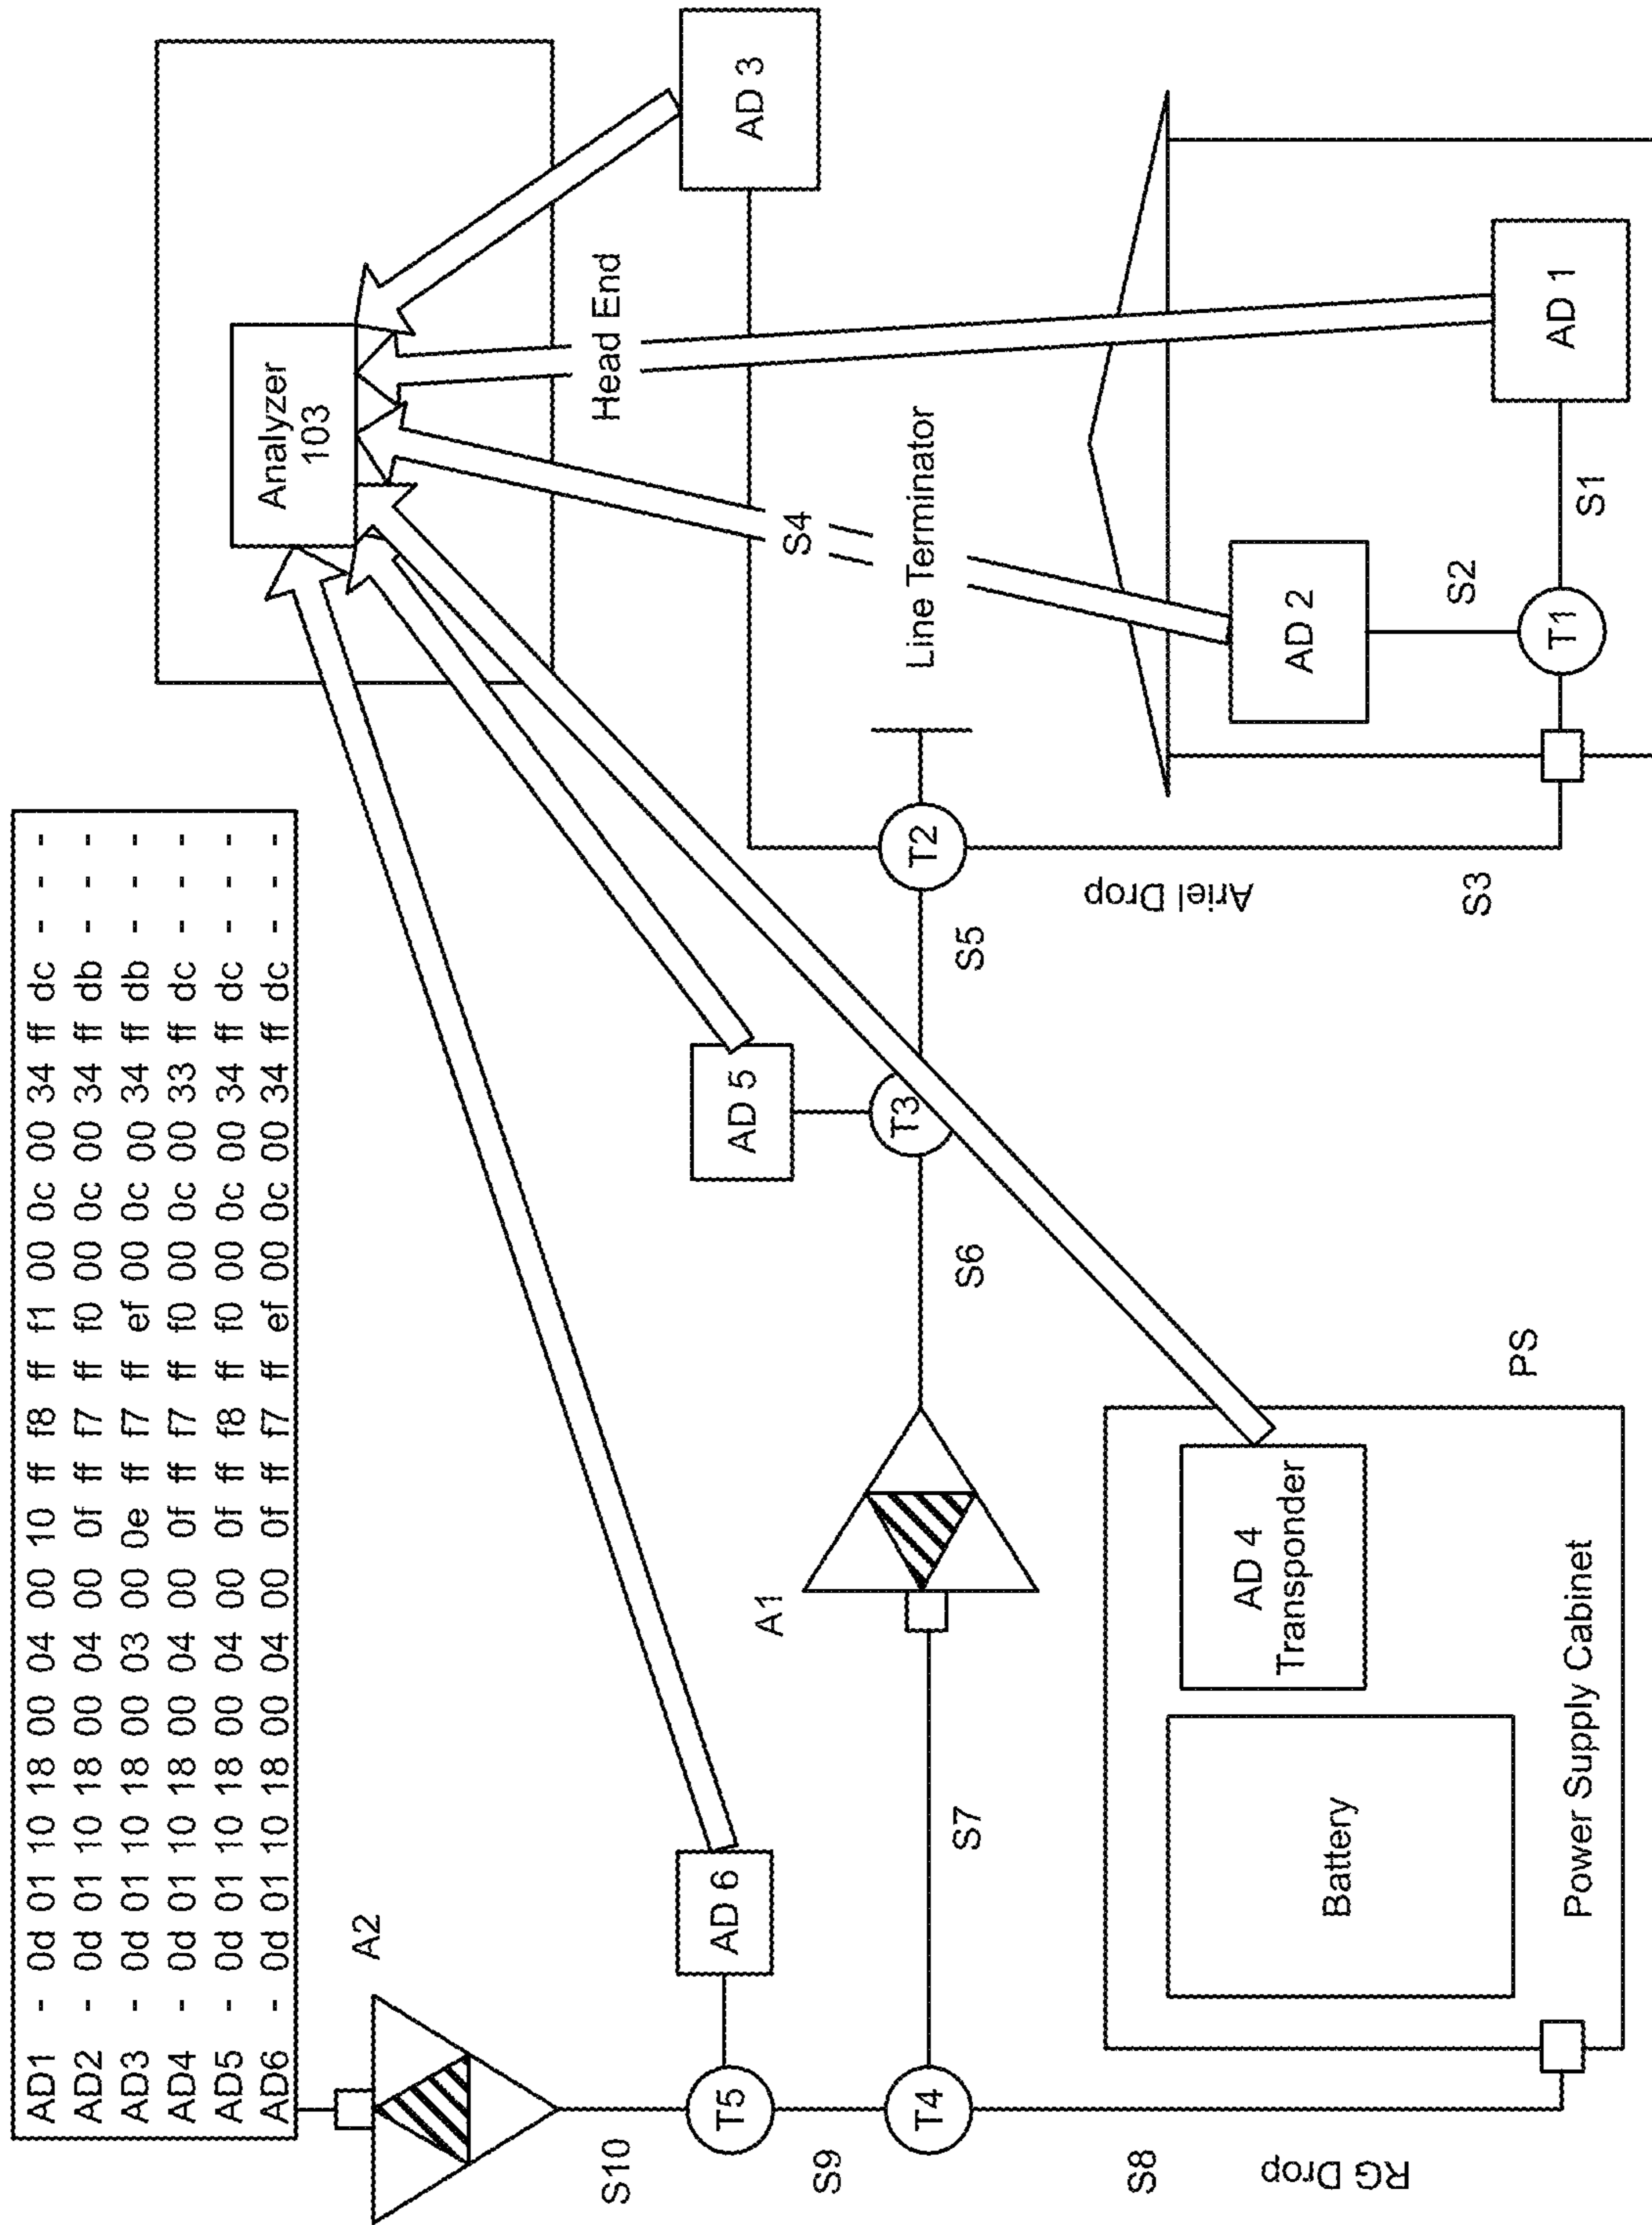 AD1 - 0d 01 10 18 00 04 00 10 ff f8 ff f1 00 0c 00 34 ff dc - - -
AD2 - 0d 01 10 18 00 04 00 0f ff f7 ff f0 00 0c 00 34 ff db - - -
AD3 - 0d 01 10 18 00 03 00 0e ff f7 ff ef 00 0c 00 34 ff db - - -
AD4 - 0d 01 10 18 00 04 00 0f ff f7 ff f0 00 0c 00 33 ff dc - - -
AD5 - 0d 01 10 18 00 04 00 0f ff f8 ff f0 00 0c 00 34 ff dc - - -
AD6 - 0d 01 10 18 00 04 00 0f ff f7 ff ef 00 0c 00 34 ff dc - - -
Analyzer
103
Head End
A2
AD 3
S10
T5
AD 6
AD 5
S4
A1
S9
T4
S7
S6
T3
S5
T2
Line Terminator
S8
RG Drop
Ariel Drop
S3
AD 4
Transponder
Battery
Power Supply Cabinet
PS
AD 2
S2
T1
S1
AD 1